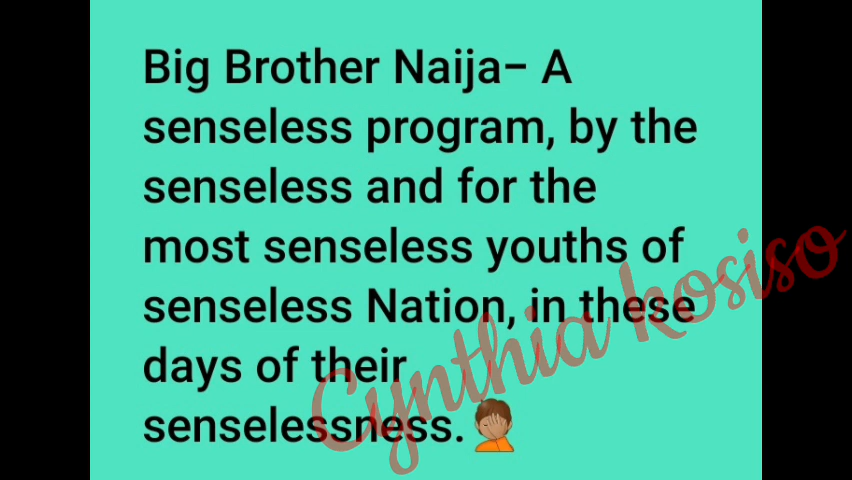 Big Brother Naija– A
senseless program, by the
senseless and for the
most senseless youths of
senseless Nation, in these
days of their
senselessness.🤦🏽
Cynthia kosiso